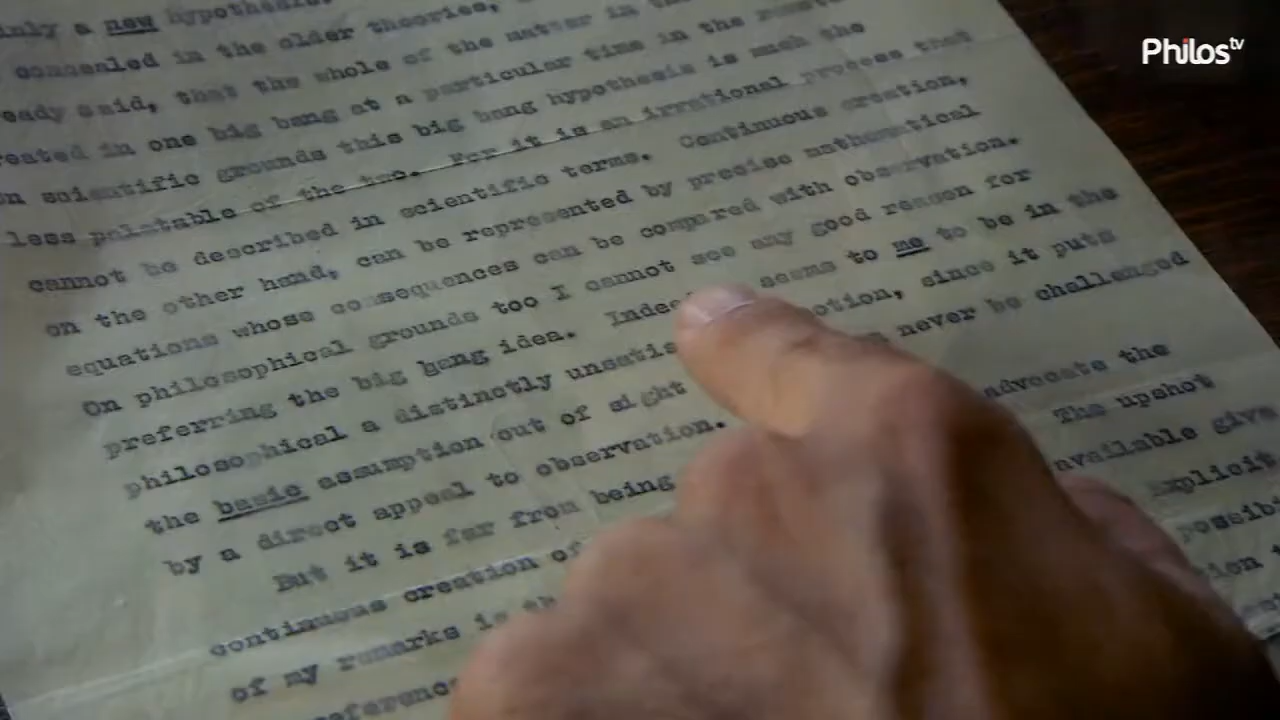 Philos tv
only a new hypothesis.
concealed in the older theories,
ready said, that the whole of the matter in the
reated in one big bang at a particular time in the remote
On scientific grounds this big bang hypothesis is much the
less palatable of the two. For it is an irrational process that
cannot be described in scientific terms. Continuous creation,
on the other hand, can be represented by precise mathematical
equations whose consequences can be compared with observation.
On philosophical grounds too I cannot see any good reason for
preferring the big bang idea. Indeed seems to me to be in the
philosophical a distinctly unsatis otion, since it puts
the basic assumption out of sight never be challenged
by a direct appeal to observation.
But it is far from being advocate the
continuous creation of The upshot
of my remarks is th available give
eference explicit
possib